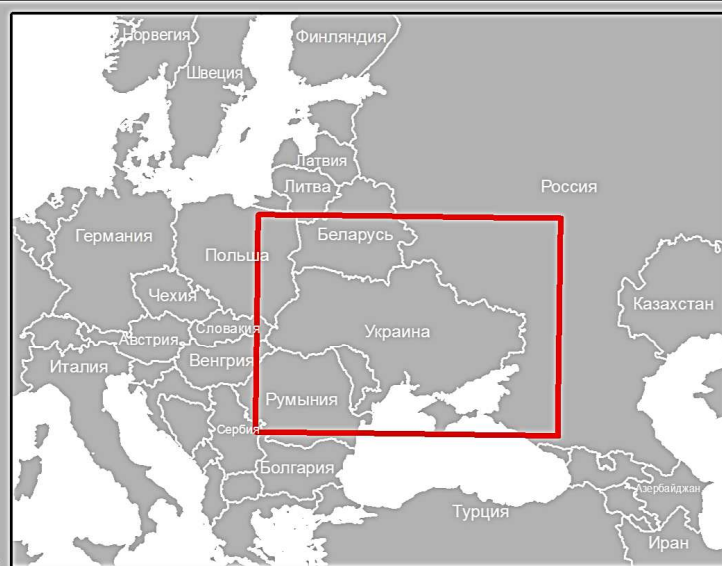 Норвегия
Финляндия
Швеция
Латвия
Литва
Россия
Германия
Польша
Беларусь
Чехия
Казахстан
Словакия
Украина
Австрия
Венгрия
Италия
Румыния
Сербия
Болгария
Азербайджан
Турция
Иран